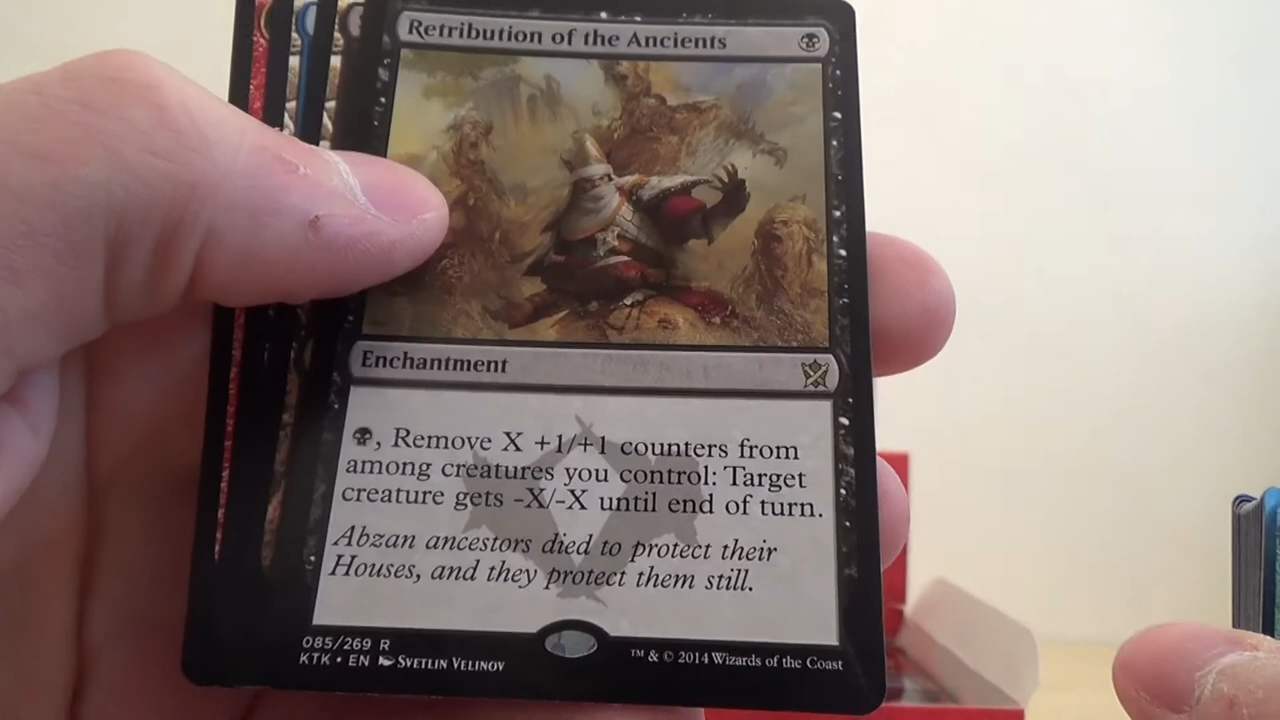 Retribution of the Ancients
Enchantment
, Remove X +1/+1 counters from
among creatures you control: Target
creature gets -X/-X until end of turn.
Abzan ancestors died to protect their
Houses, and they protect them still.
085/269 R
KTK • EN Svetlin Velinov
™ & © 2014 Wizards of the Coast